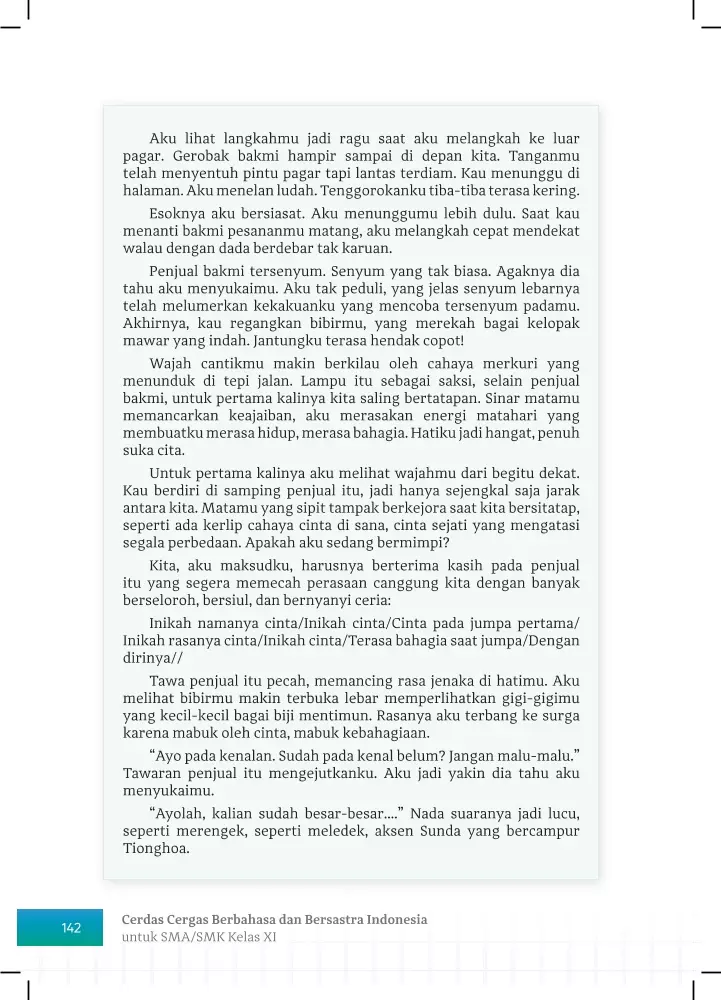 Aku lihat langkahmu jadi ragu saat aku melangkah ke luar
pagar. Gerobak bakmi hampir sampai di depan kita. Tanganmu
telah menyentuh pintu pagar tapi lantas terdiam. Kau menunggu di
halaman. Aku menelan ludah. Tenggorokanku tiba-tiba terasa kering.
Esoknya aku bersiasat. Aku menunggumu lebih dulu. Saat kau
menanti bakmi pesananmu matang, aku melangkah cepat mendekat
walau dengan dada berdebar tak karuan.
Penjual bakmi tersenyum. Senyum yang tak biasa. Agaknya dia
tahu aku menyukaimu. Aku tak peduli, yang jelas senyum lebarnya
telah melumerkan kekakuanku yang mencoba tersenyum padamu.
Akhirnya, kau regangkan bibirmu, yang merekah bagai kelopak
mawar yang indah. Jantungku terasa hendak copot!
Wajah cantikmu makin berkilau oleh cahaya merkuri yang
menunduk di tepi jalan. Lampu itu sebagai saksi, selain penjual
bakmi, untuk pertama kalinya kita saling bertatapan. Sinar matamu
memancarkan keajaiban, aku merasakan energi matahari yang
membuatku merasa hidup, merasa bahagia. Hatiku jadi hangat, penuh
suka cita.
Untuk pertama kalinya aku melihat wajahmu dari begitu dekat.
Kau berdiri di samping penjual itu, jadi hanya sejengkal saja jarak
antara kita. Matamu yang sipit tampak berkejora saat kita bersitatap,
seperti ada kerlip cahaya cinta di sana, cinta sejati yang mengatasi
segala perbedaan. Apakah aku sedang bermimpi?
Kita, aku maksudku, harusnya berterima kasih pada penjual
itu yang segera memecah perasaan canggung kita dengan banyak
berseloroh, bersiul, dan bernyanyi ceria:
Inikah namanya cinta/Inikah cinta/Cinta pada jumpa pertama/
Inikah rasanya cinta/Inikah cinta/Terasa bahagia saat jumpa/Dengan
dirinya//
Tawa penjual itu pecah, memancing rasa jenaka di hatimu. Aku
melihat bibirmu makin terbuka lebar memperlihatkan gigi-gigimu
yang kecil-kecil bagai biji mentimun. Rasanya aku terbang ke surga
karena mabuk oleh cinta, mabuk kebahagiaan.
“Ayo pada kenalan. Sudah pada kenal belum? Jangan malu-malu.”
Tawaran penjual itu mengejutkanku. Aku jadi yakin dia tahu aku
menyukaimu.
“Ayolah, kalian sudah besar-besar....” Nada suaranya jadi lucu,
seperti merengek, seperti meledek, aksen Sunda yang bercampur
Tionghoa.
142
Cerdas Cergas Berbahasa dan Bersastra Indonesia
untuk SMA/SMK Kelas XI